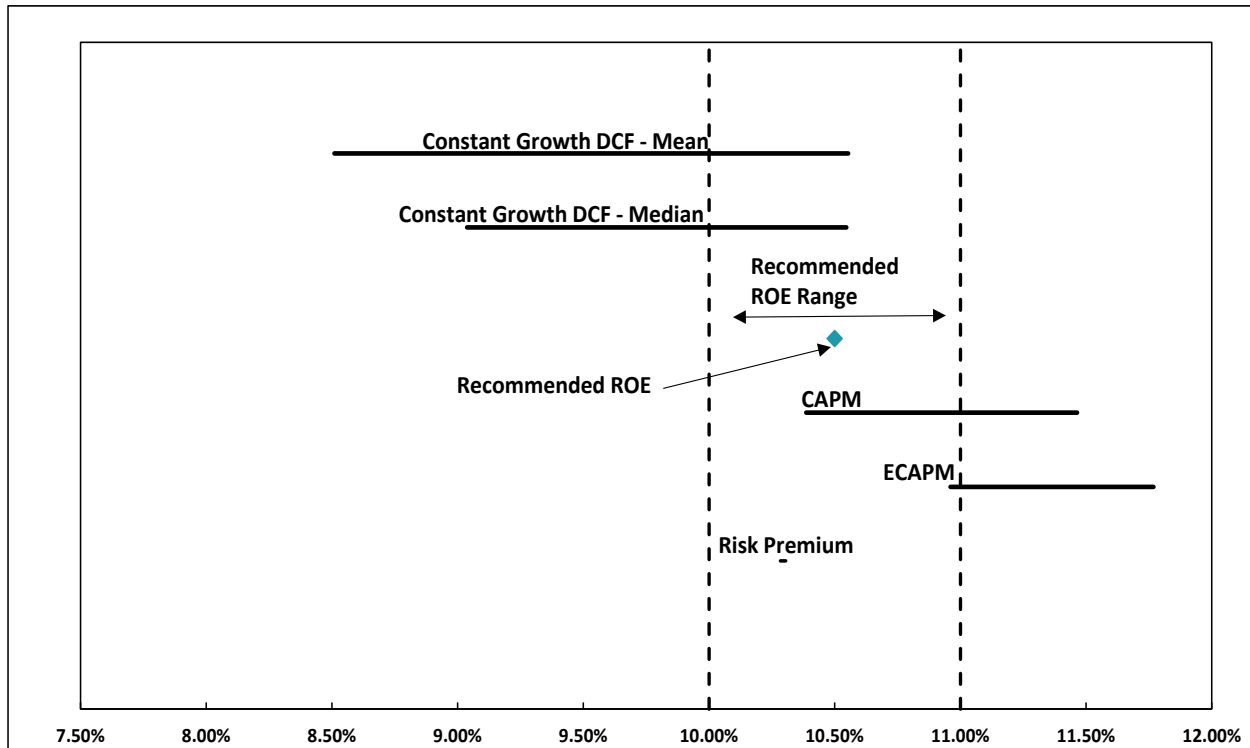 Constant Growth DCF - Mean
Constant Growth DCF - Median
Recommended
ROE Range
Recommended ROE
CAPM
ECAPM
Risk Premium
7.50% 8.00% 8.50% 9.00% 9.50% 10.00% 10.50% 11.00% 11.50% 12.00%